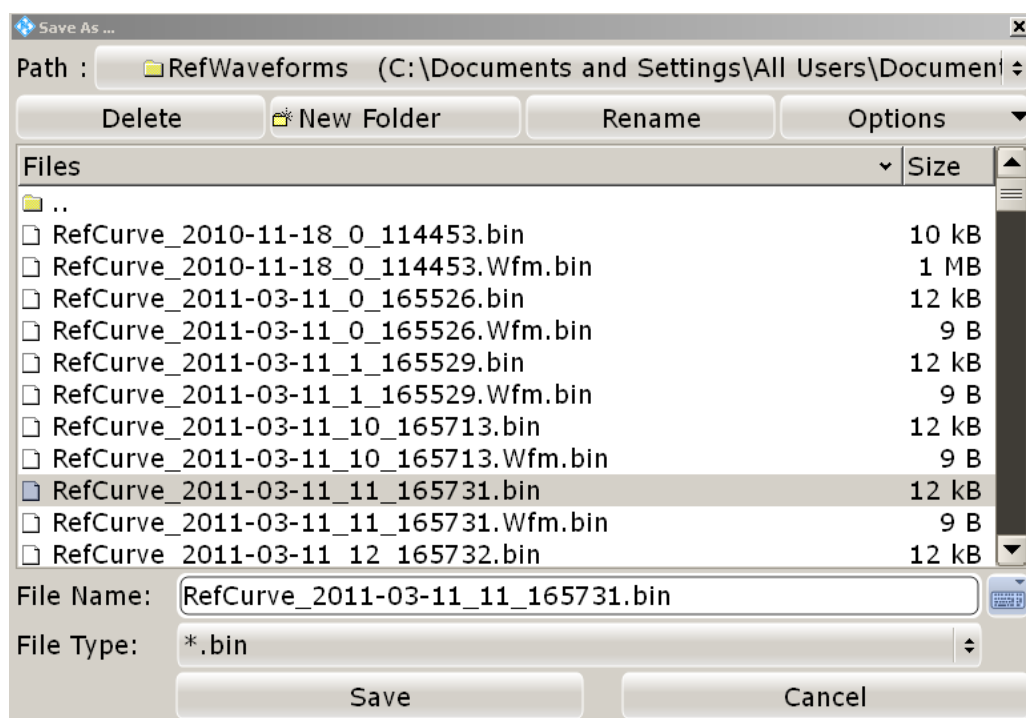 Save As ...
Path : RefWaveforms (C:\Documents and Settings\All Users\Document
Delete New Folder Rename Options
Files Size
..
RefCurve_2010-11-18_0_114453.bin 10 kB
RefCurve_2010-11-18_0_114453.Wfm.bin 1 MB
RefCurve_2011-03-11_0_165526.bin 12 kB
RefCurve_2011-03-11_0_165526.Wfm.bin 9 B
RefCurve_2011-03-11_1_165529.bin 12 kB
RefCurve_2011-03-11_1_165529.Wfm.bin 9 B
RefCurve_2011-03-11_10_165713.bin 12 kB
RefCurve_2011-03-11_10_165713.Wfm.bin 9 B
RefCurve_2011-03-11_11_165731.bin 12 kB
RefCurve_2011-03-11_11_165731.Wfm.bin 9 B
RefCurve_2011-03-11_12_165732.bin 12 kB
File Name: RefCurve_2011-03-11_11_165731.bin
File Type: *.bin
Save Cancel